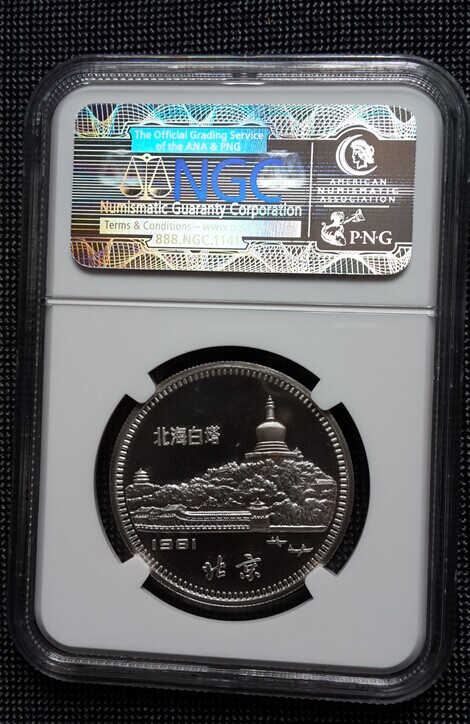 The Official Grading Service
of the ANA & PNG
NGC
Numismatic Guaranty Corporation
Terms & Conditions – www.
888.NGC.1141
AMERICAN
NUMISMATIC
ASSOCIATION
P·N·G
北海白塔
1981
北京